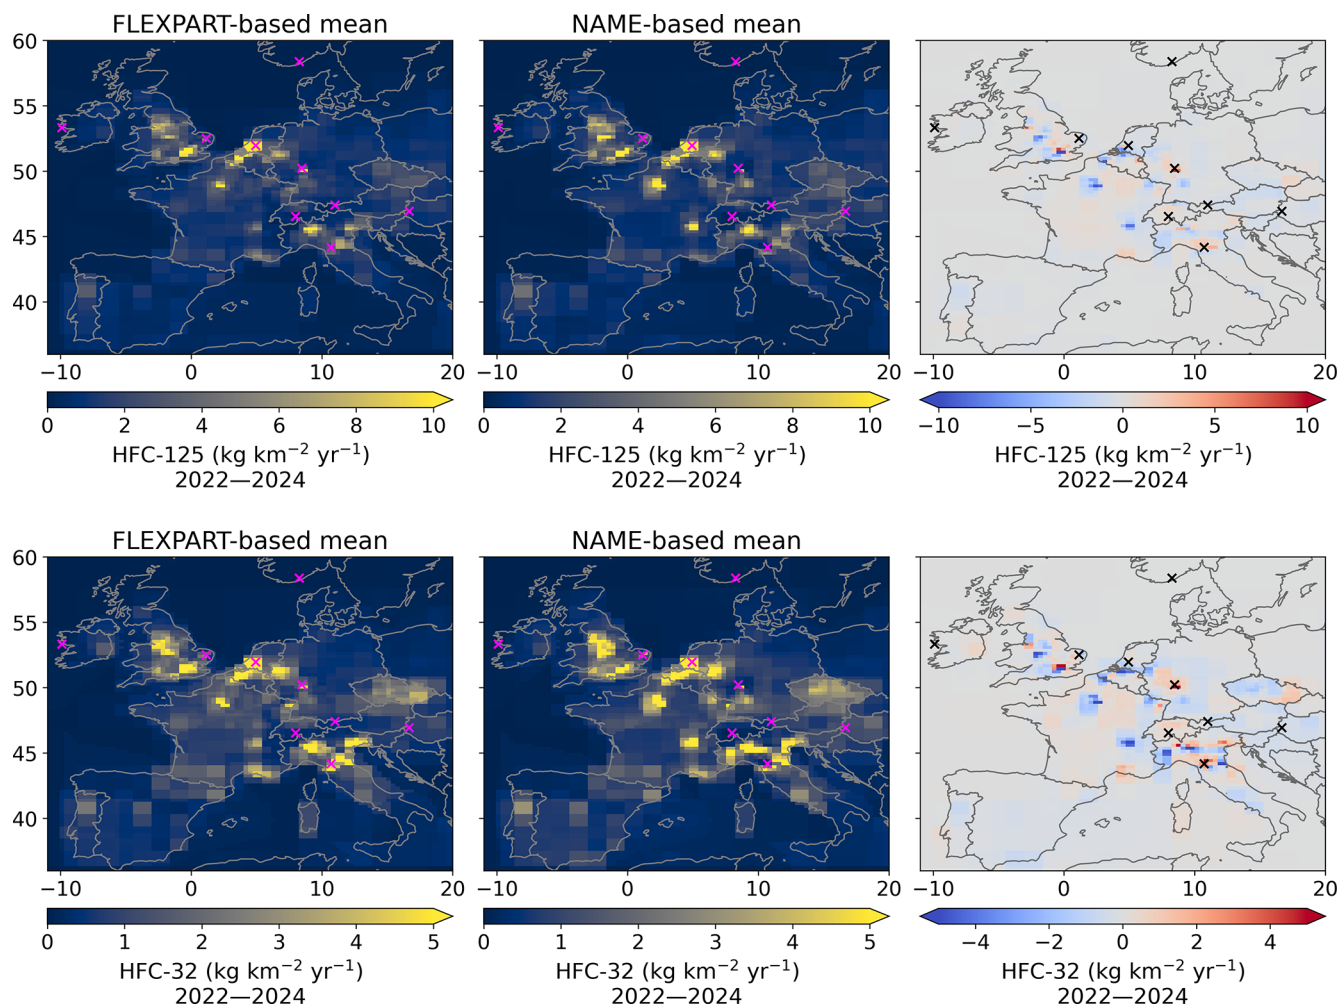 FLEXPART-based mean
NAME-based mean
60
55
50
45
40
−10 0 10 20
−10 0 10 20
−10 0 10 20
0 2 4 6 8 10
0 2 4 6 8 10
−10 −5 0 5 10
HFC-125 (kg km⁻² yr⁻¹)
2022—2024
HFC-125 (kg km⁻² yr⁻¹)
2022—2024
HFC-125 (kg km⁻² yr⁻¹)
2022—2024
FLEXPART-based mean
NAME-based mean
60
55
50
45
40
−10 0 10 20
−10 0 10 20
−10 0 10 20
0 1 2 3 4 5
0 1 2 3 4 5
−4 −2 0 2 4
HFC-32 (kg km⁻² yr⁻¹)
2022—2024
HFC-32 (kg km⁻² yr⁻¹)
2022—2024
HFC-32 (kg km⁻² yr⁻¹)
2022—2024